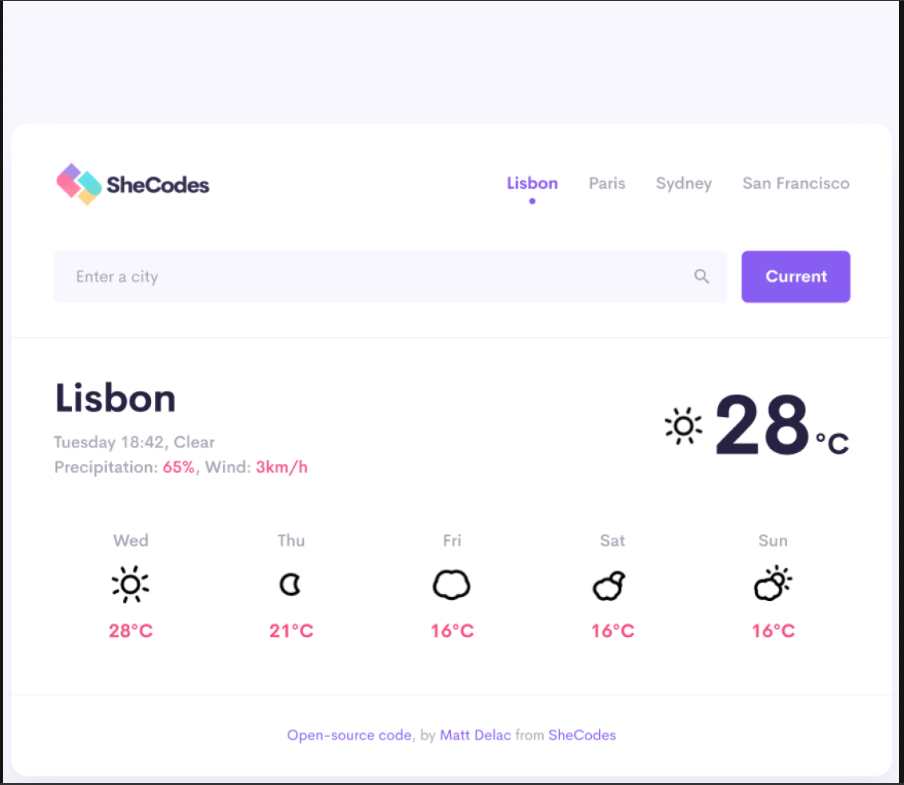 SheCodes
Lisbon Paris Sydney San Francisco
Enter a city
Current
Lisbon
Tuesday 18:42, Clear
Precipitation: 65%, Wind: 3km/h
28 °C
Wed Thu Fri Sat Sun
28°C 21°C 16°C 16°C 16°C
Open-source code, by Matt Delac from SheCodes